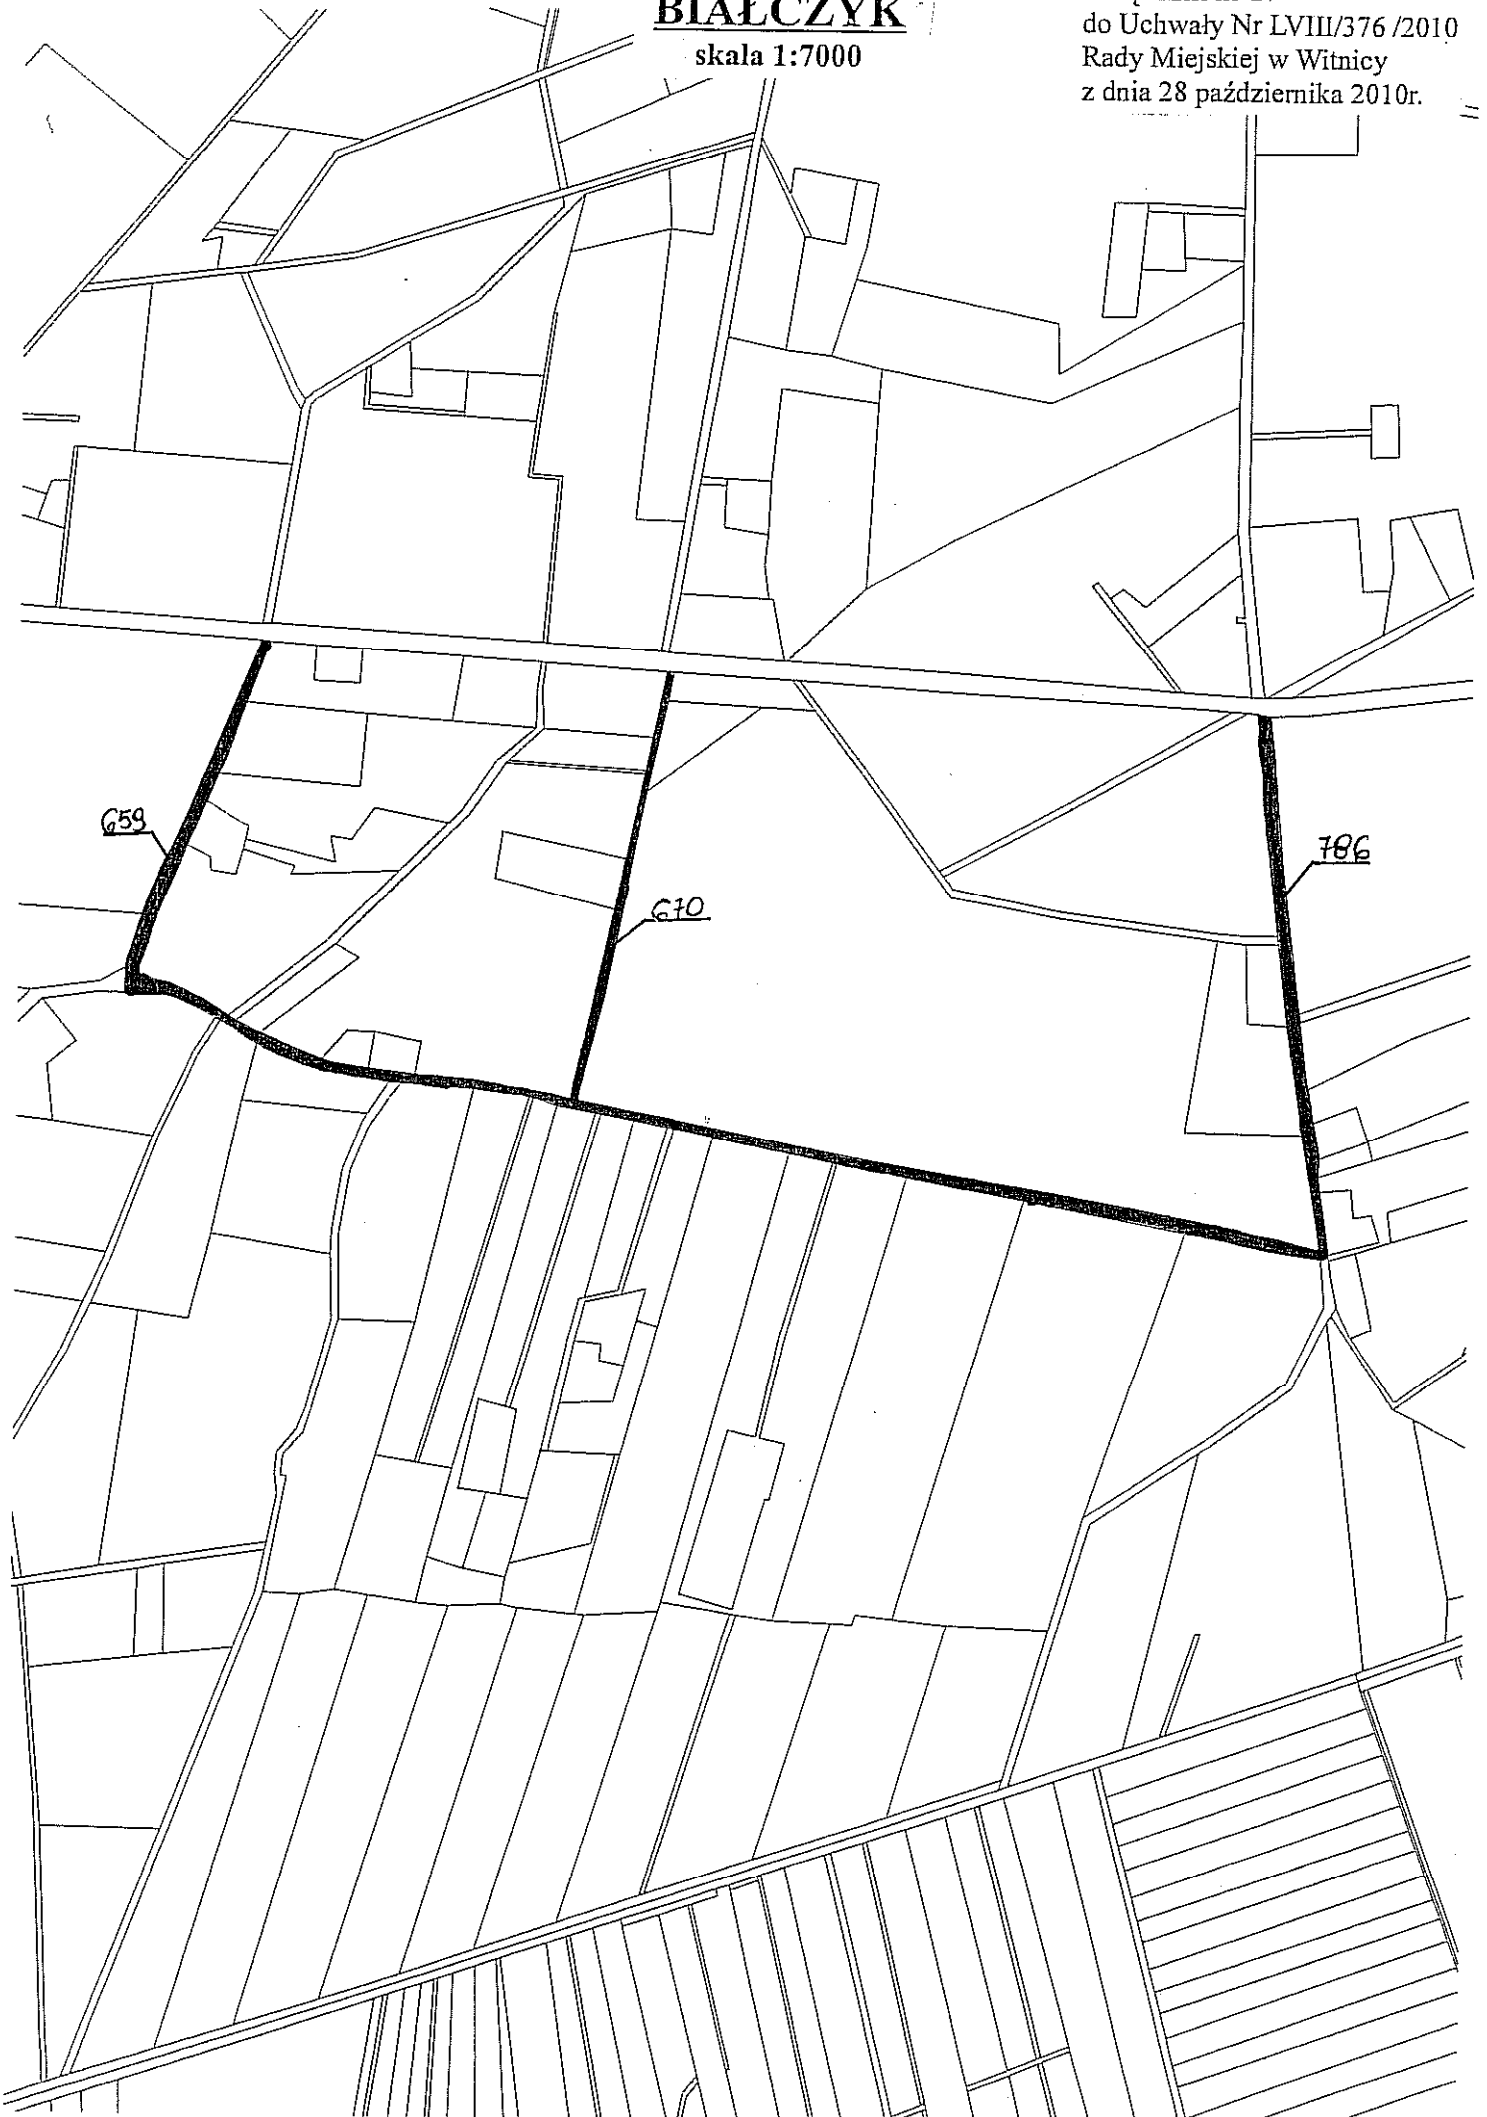 BIAŁCZYK
skala 1:7000
do Uchwały Nr LVIII/376 /2010
Rady Miejskiej w Witnicy
z dnia 28 października 2010r.
659
670
786